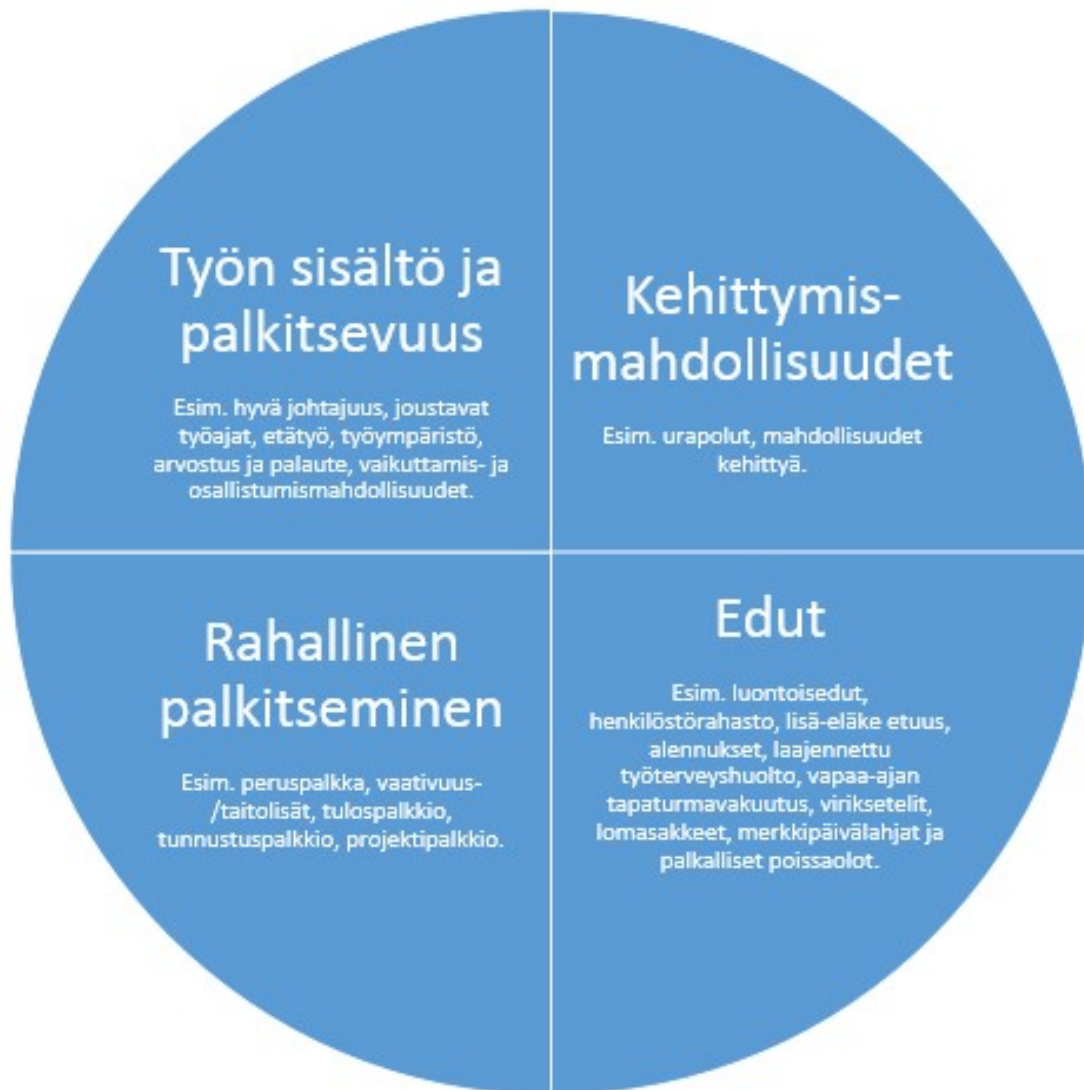 Työn sisältö ja
palkitsevuus
Esim. hyvä johtajuus, joustavat
työajat, etätyö, työympäristö,
arvostus ja palaute, vaikuttamis- ja
osallistumismahdollisuudet.
Kehittymis-
mahdollisuudet
Esim. urapolut, mahdollisuudet
kehittyä.
Rahallinen
palkitseminen
Esim. peruspalkka, vaativuus-
/taitolisät, tulospalkkio,
tunnustuspalkkio, projektipalkkio.
Edut
Esim. luontoisedut,
henkilöstörahasto, lisä-eläke etuus,
alennukset, laajennettu
työterveyshuolto, vapaa-ajan
tapaturmavakuutus, viriksetelit,
lomasakkeet, merkkipäivälahjat ja
palkalliset poissaolot.